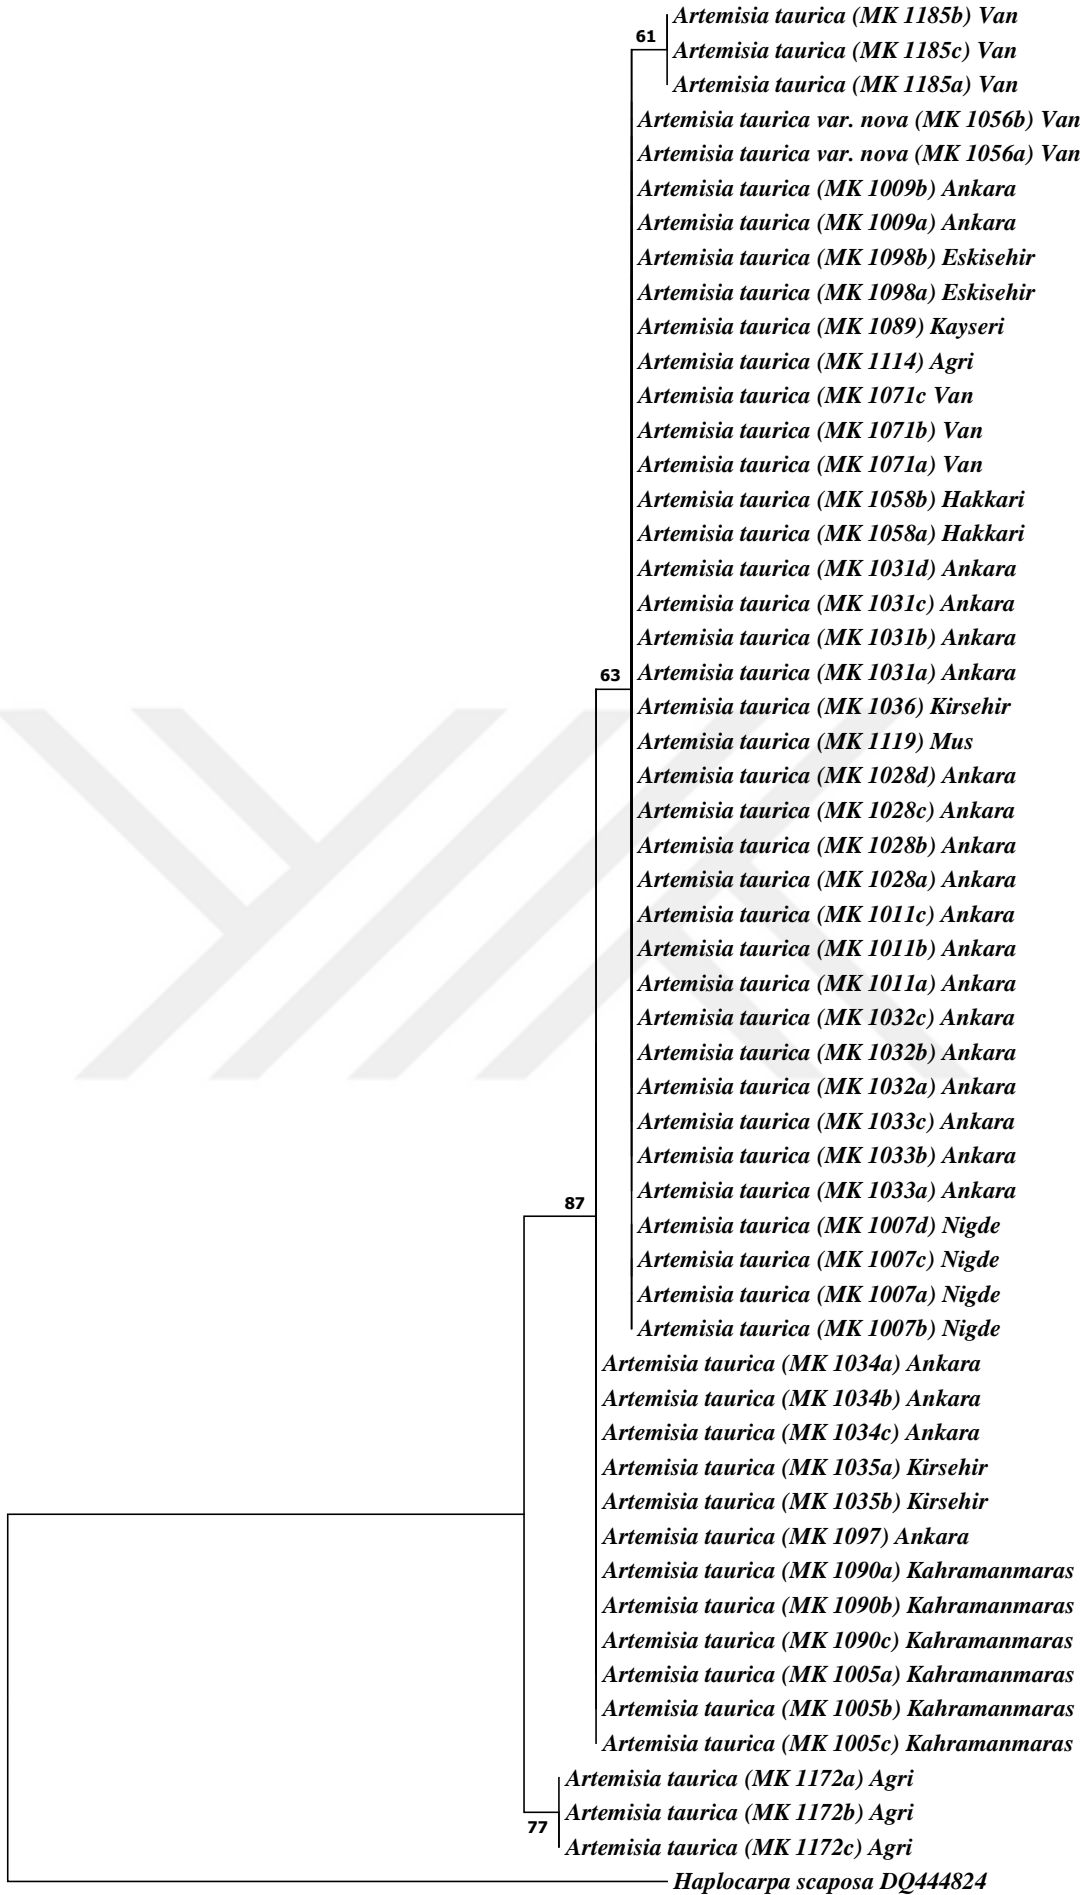 Artemisia taurica (MK 1185b) Van
61
Artemisia taurica (MK 1185c) Van
Artemisia taurica (MK 1185a) Van
Artemisia taurica var. nova (MK 1056b) Van
Artemisia taurica var. nova (MK 1056a) Van
Artemisia taurica (MK 1009b) Ankara
Artemisia taurica (MK 1009a) Ankara
Artemisia taurica (MK 1098b) Eskisehir
Artemisia taurica (MK 1098a) Eskisehir
Artemisia taurica (MK 1089) Kayseri
Artemisia taurica (MK 1114) Agri
Artemisia taurica (MK 1071c Van
Artemisia taurica (MK 1071b) Van
Artemisia taurica (MK 1071a) Van
Artemisia taurica (MK 1058b) Hakkari
Artemisia taurica (MK 1058a) Hakkari
Artemisia taurica (MK 1031d) Ankara
Artemisia taurica (MK 1031c) Ankara
Artemisia taurica (MK 1031b) Ankara
63
Artemisia taurica (MK 1031a) Ankara
Artemisia taurica (MK 1036) Kirsehir
Artemisia taurica (MK 1119) Mus
Artemisia taurica (MK 1028d) Ankara
Artemisia taurica (MK 1028c) Ankara
Artemisia taurica (MK 1028b) Ankara
Artemisia taurica (MK 1028a) Ankara
Artemisia taurica (MK 1011c) Ankara
Artemisia taurica (MK 1011b) Ankara
Artemisia taurica (MK 1011a) Ankara
Artemisia taurica (MK 1032c) Ankara
Artemisia taurica (MK 1032b) Ankara
Artemisia taurica (MK 1032a) Ankara
Artemisia taurica (MK 1033c) Ankara
Artemisia taurica (MK 1033b) Ankara
Artemisia taurica (MK 1033a) Ankara
87
Artemisia taurica (MK 1007d) Nigde
Artemisia taurica (MK 1007c) Nigde
Artemisia taurica (MK 1007a) Nigde
Artemisia taurica (MK 1007b) Nigde
Artemisia taurica (MK 1034a) Ankara
Artemisia taurica (MK 1034b) Ankara
Artemisia taurica (MK 1034c) Ankara
Artemisia taurica (MK 1035a) Kirsehir
Artemisia taurica (MK 1035b) Kirsehir
Artemisia taurica (MK 1097) Ankara
Artemisia taurica (MK 1090a) Kahramanmaras
Artemisia taurica (MK 1090b) Kahramanmaras
Artemisia taurica (MK 1090c) Kahramanmaras
Artemisia taurica (MK 1005a) Kahramanmaras
Artemisia taurica (MK 1005b) Kahramanmaras
Artemisia taurica (MK 1005c) Kahramanmaras
Artemisia taurica (MK 1172a) Agri
Artemisia taurica (MK 1172b) Agri
77
Artemisia taurica (MK 1172c) Agri
Haplocarpa scaposa DQ444824